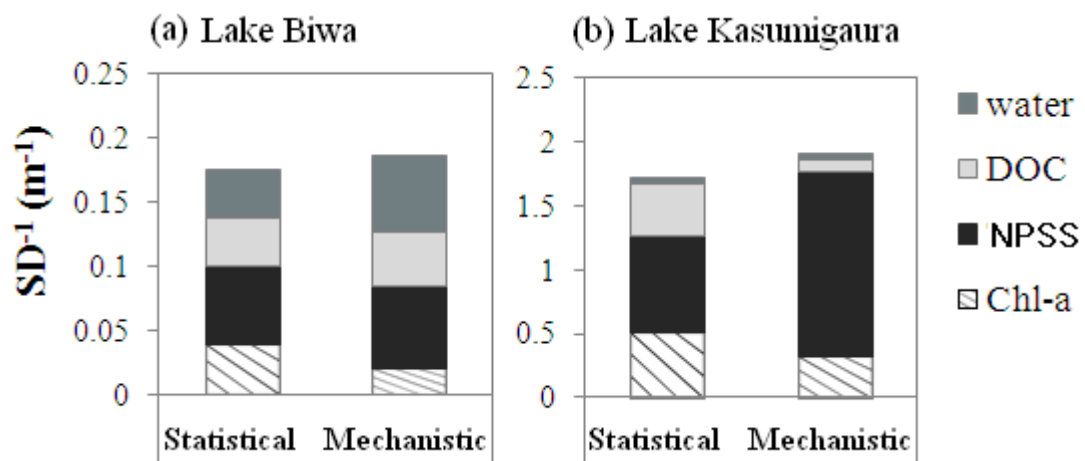 (a) Lake Biwa
(b) Lake Kasumigaura
SD⁻¹ (m⁻¹)
0.25
0.2
0.15
0.1
0.05
0
Statistical Mechanistic
2.5
2
1.5
1
0.5
0
Statistical Mechanistic
water
DOC
'NPSS
Chl-a